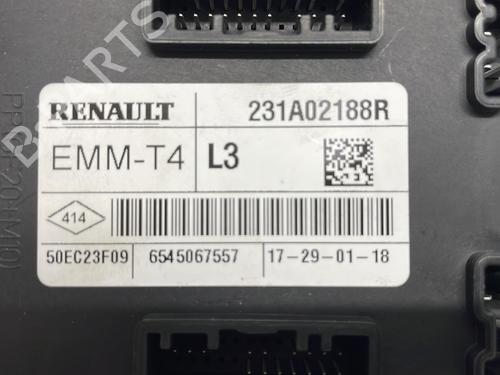 RENAULT 231A02188R
EMM-T4 L3
414
50EC23F09 6545067557 17-29-01-18